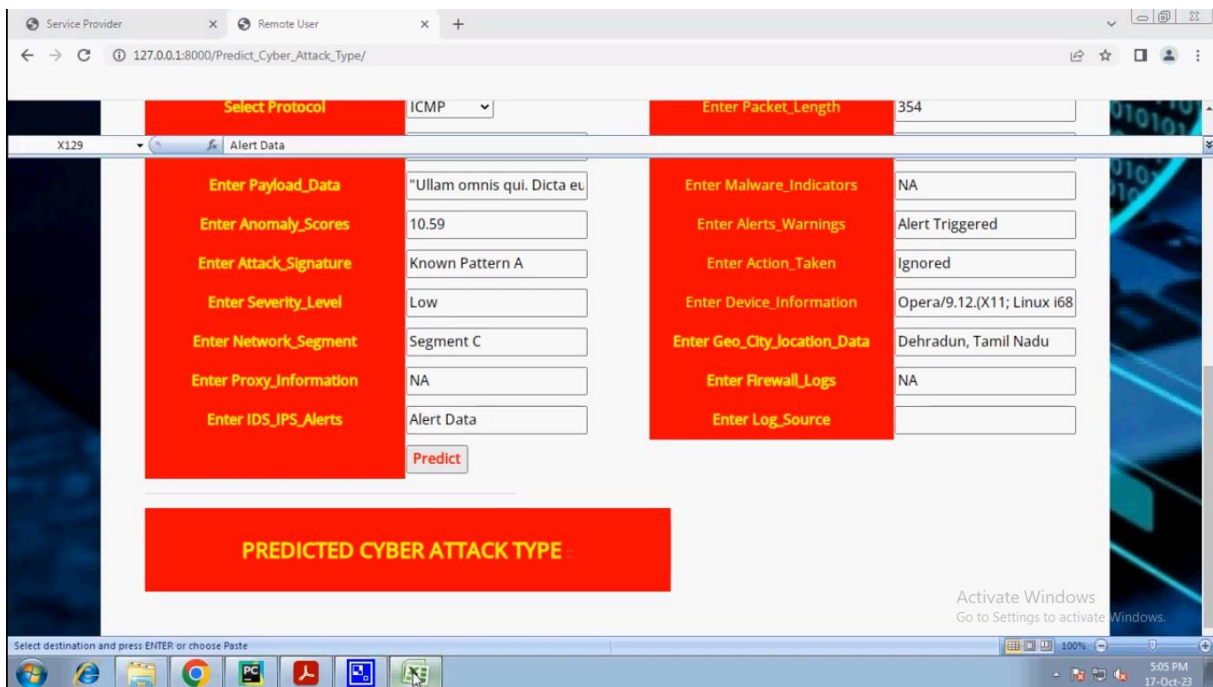 Service Provider
Remote User
127.0.0.1:8000/Predict_Cyber_Attack_Type/
Select Protocol ICMP Enter Packet_Length 354
X129 fx Alert Data
Enter Payload_Data "Ullam omnis qui. Dicta eu Enter Malware_Indicators NA
Enter Anomaly_Scores 10.59 Enter Alerts_Warnings Alert Triggered
Enter Attack_Signature Known Pattern A Enter Action_Taken Ignored
Enter Severity_Level Low Enter Device_Information Opera/9.12.(X11; Linux i68
Enter Network_Segment Segment C Enter Geo_City_location_Data Dehradun, Tamil Nadu
Enter Proxy_Information NA Enter Firewall_Logs NA
Enter IDS_IPS_Alerts Alert Data Enter Log_Source
Predict
PREDICTED CYBER ATTACK TYPE ::
Activate Windows
Go to Settings to activate Windows.
Select destination and press ENTER or choose Paste 100%
PC
5:05 PM
17-Oct-23